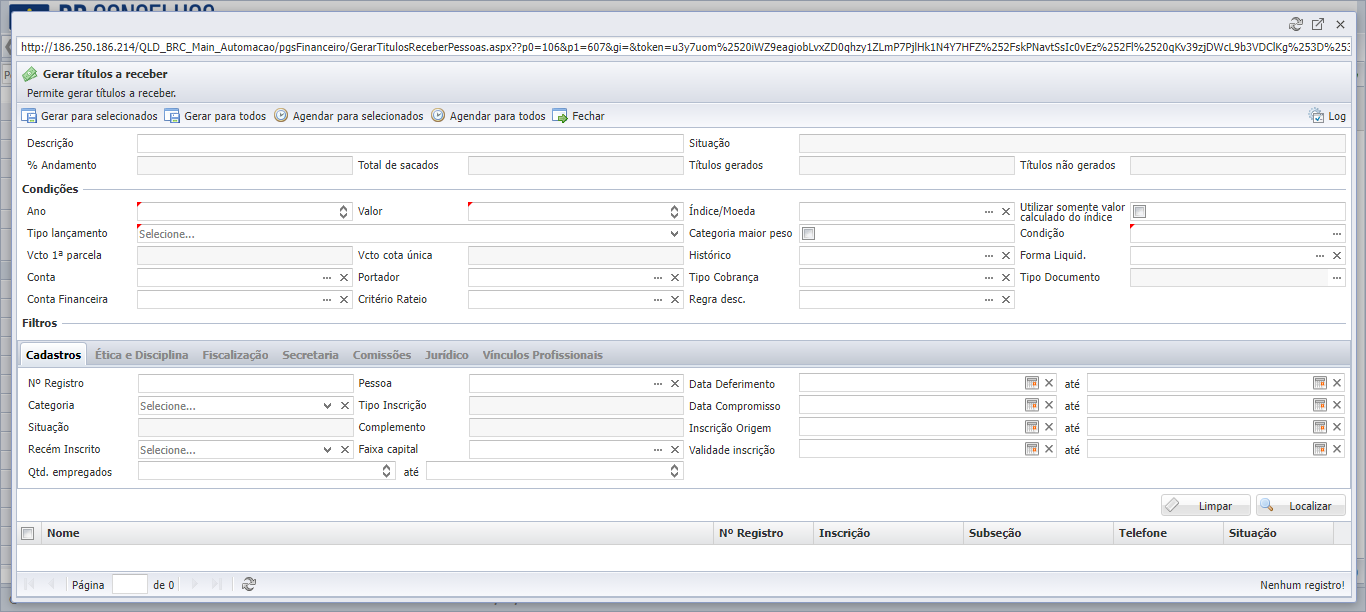 BR CONSELHOS
http://186.250.186.214/QLD_BRC_Main_Automacao/pgsFinanceiro/GerarTitulosReceberPessoas.aspx??p0=106&p1=607&gi=&token=u3y7uom%2520iWZ9eagiobLvxZD0qhzy1ZLmP7PjlHk1N4Y7HFZ%252FskPNavtSsIc0vEz%252Fl%2520qKv39zjDWcL9b3VDClKg%253D%253
Gerar títulos a receber
Permite gerar títulos a receber.
Gerar para selecionados Gerar para todos Agendar para selecionados Agendar para todos Fechar Log
Descrição Situação
% Andamento Total de sacados Títulos gerados Títulos não gerados
Condições
Ano Valor Índice/Moeda Utilizar somente valor
calculado do índice
Tipo lançamento Selecione... Categoria maior peso Condição
Vcto 1ª parcela Vcto cota única Histórico Forma Liquid.
Conta Portador Tipo Cobrança Tipo Documento
Conta Financeira Critério Rateio Regra desc.
Filtros
Cadastros Ética e Disciplina Fiscalização Secretaria Comissões Jurídico Vínculos Profissionais
Nº Registro Pessoa Data Deferimento até
Categoria Selecione... Tipo Inscrição Data Compromisso até
Situação Complemento Inscrição Origem até
Recém Inscrito Selecione... Faixa capital Validade inscrição até
Qtd. empregados até
Limpar Localizar
Nome Nº Registro Inscrição Subseção Telefone Situação
Página de 0 Nenhum registro!